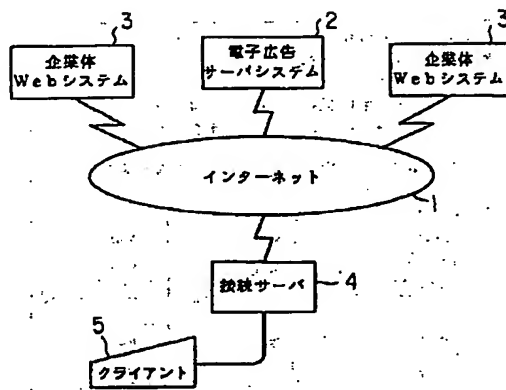 3
企業体
Webシステム
2
電子広告
サーバシステム
3
企業体
Webシステム
インターネット
1
接続サーバ
4
5
クライアント